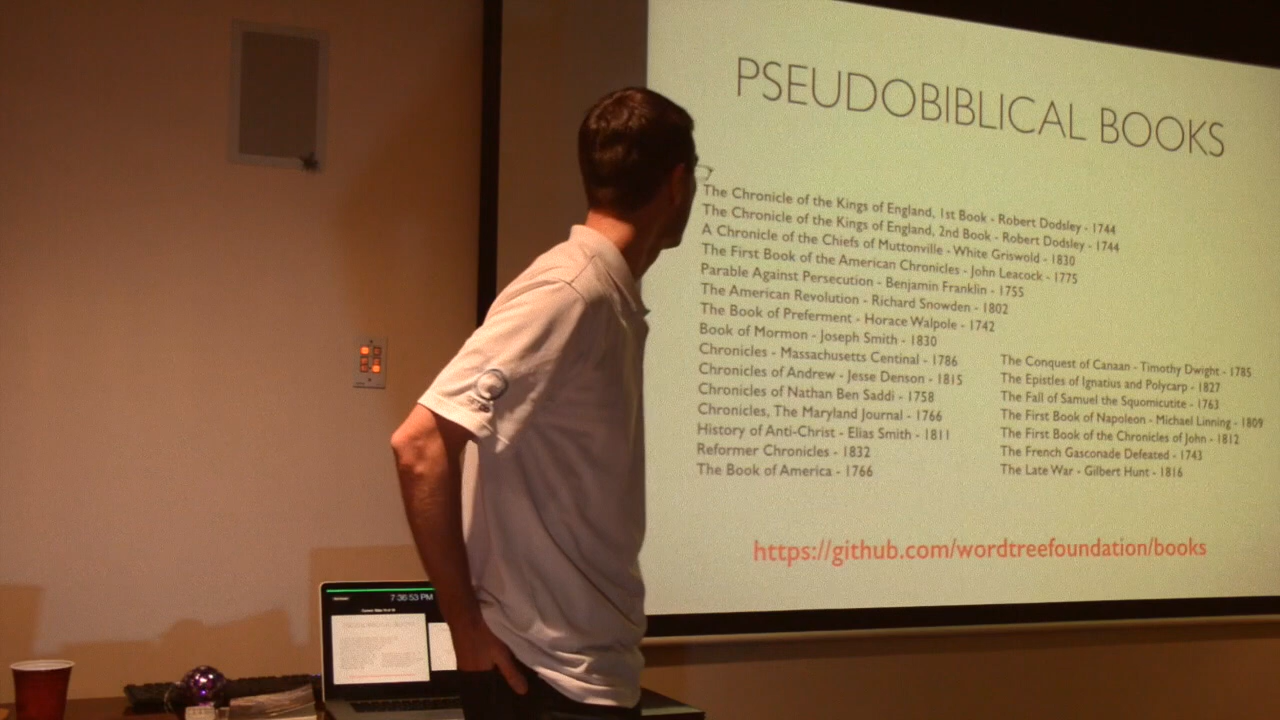 PSEUDOBIBLICAL BOOKS
The Chronicle of the Kings of England, 1st Book - Robert Dodsley - 1744
The Chronicle of the Kings of England, 2nd Book - Robert Dodsley - 1744
A Chronicle of the Chiefs of Muttonville - White Griswold - 1830
The First Book of the American Chronicles - John Leacock - 1775
Parable Against Persecution - Benjamin Franklin - 1755
The American Revolution - Richard Snowden - 1802
The Book of Preferment - Horace Walpole - 1742
Book of Mormon - Joseph Smith - 1830
Chronicles - Massachusetts Centinal - 1786
Chronicles of Andrew - Jesse Denson - 1815
Chronicles of Nathan Ben Saddi - 1758
Chronicles, The Maryland Journal - 1766
History of Anti-Christ - Elias Smith - 1811
Reformer Chronicles - 1832
The Book of America - 1766
The Conquest of Canaan - Timothy Dwight - 1785
The Epistles of Ignatius and Polycarp - 1827
The Fall of Samuel the Squomicutite - 1763
The First Book of Napoleon - Michael Linning - 1809
The First Book of the Chronicles of John - 1812
The French Gasconade Defeated - 1743
The Late War - Gilbert Hunt - 1816
https://github.com/wordtreefoundation/books
7 36 53 PM
PSEUDOBIBLICAL BOOKS